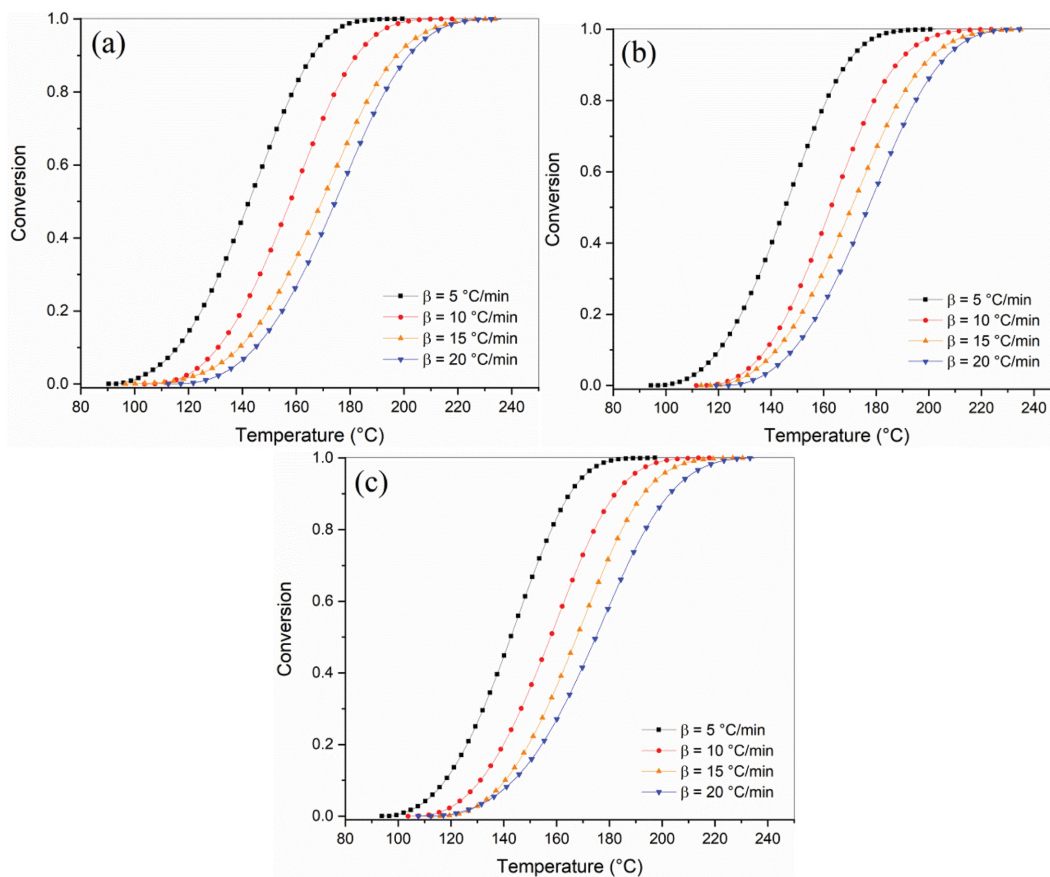 (a)
1.0
0.8
0.6
0.4
0.2
0.0
Conversion
80 100 120 140 160 180 200 220 240
Temperature (°C)
β = 5 °C/min
β = 10 °C/min
β = 15 °C/min
β = 20 °C/min
(b)
1.0
0.8
0.6
0.4
0.2
0.0
Conversion
80 100 120 140 160 180 200 220 240
Temperature (°C)
β = 5 °C/min
β = 10 °C/min
β = 15 °C/min
β = 20 °C/min
(c)
1.0
0.8
0.6
0.4
0.2
0.0
Conversion
80 100 120 140 160 180 200 220 240
Temperature (°C)
β = 5 °C/min
β = 10 °C/min
β = 15 °C/min
β = 20 °C/min